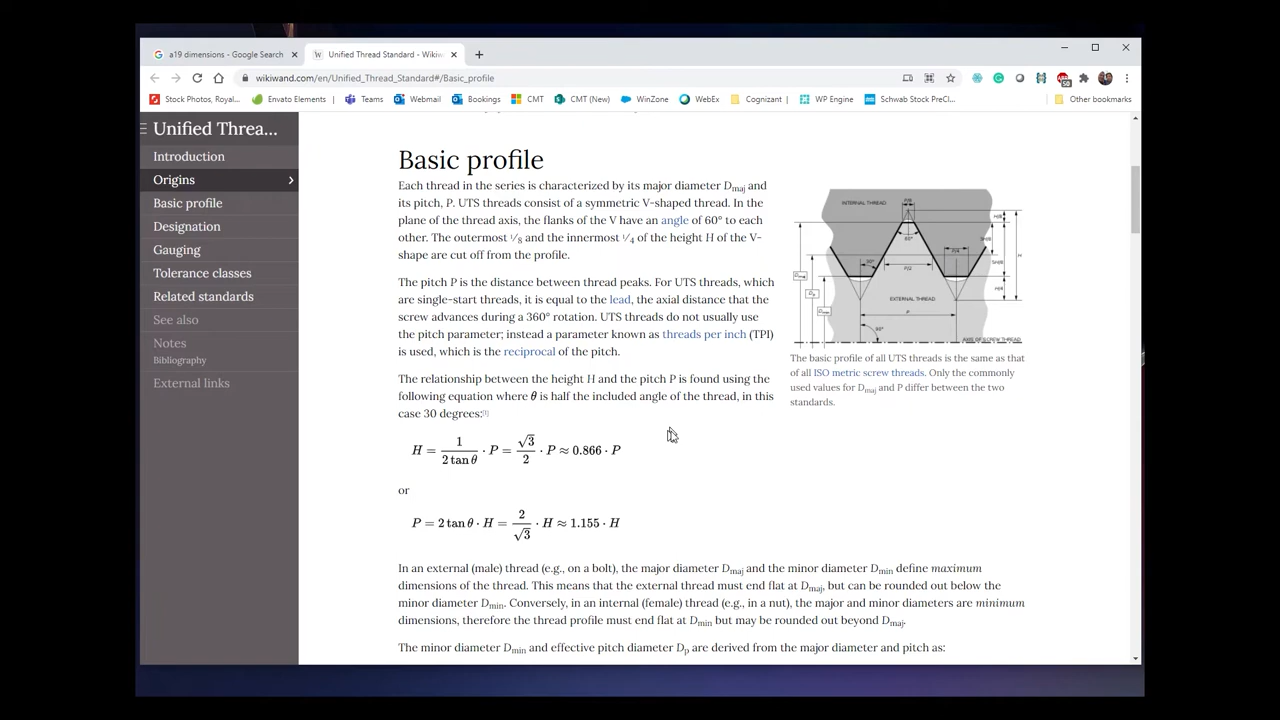 a19 dimensions - Google Search
Unified Thread Standard - Wikiw
wikiwand.com/en/Unified_Thread_Standard#/Basic_profile
Stock Photos, Royal... Envato Elements Teams Webmail Bookings CMT CMT (New) WinZone WebEx Cognizant WP Engine Schwab Stock PreCl... Other bookmarks
Unified Threa...
Introduction
Origins
Basic profile
Designation
Gauging
Tolerance classes
Related standards
See also
Notes
Bibliography
External links
Basic profile
Each thread in the series is characterized by its major diameter Dmaj and
its pitch, P. UTS threads consist of a symmetric V-shaped thread. In the
plane of the thread axis, the flanks of the V have an angle of 60° to each
other. The outermost 1⁄8 and the innermost 1⁄4 of the height H of the V-
shape are cut off from the profile.
The pitch P is the distance between thread peaks. For UTS threads, which
are single-start threads, it is equal to the lead, the axial distance that the
screw advances during a 360° rotation. UTS threads do not usually use
the pitch parameter; instead a parameter known as threads per inch (TPI)
is used, which is the reciprocal of the pitch.
The relationship between the height H and the pitch P is found using the
following equation where θ is half the included angle of the thread, in this
case 30 degrees:[1]
H = 1 / (2 tan θ) · P = √3 / 2 · P ≈ 0.866 · P
or
P = 2 tan θ · H = 2 / √3 · H ≈ 1.155 · H
In an external (male) thread (e.g., on a bolt), the major diameter Dmaj and the minor diameter Dmin define maximum
dimensions of the thread. This means that the external thread must end flat at Dmaj, but can be rounded out below the
minor diameter Dmin. Conversely, in an internal (female) thread (e.g., in a nut), the major and minor diameters are minimum
dimensions, therefore the thread profile must end flat at Dmin but may be rounded out beyond Dmaj.
The minor diameter Dmin and effective pitch diameter Dp are derived from the major diameter and pitch as:
INTERNAL THREAD
P/8
60°
H/8
30°
P/2
P/4
H
H/4
EXTERNAL THREAD
P
90°
AXIS OF SCREW THREAD
The basic profile of all UTS threads is the same as that
of all ISO metric screw threads. Only the commonly
used values for Dmaj and P differ between the two
standards.